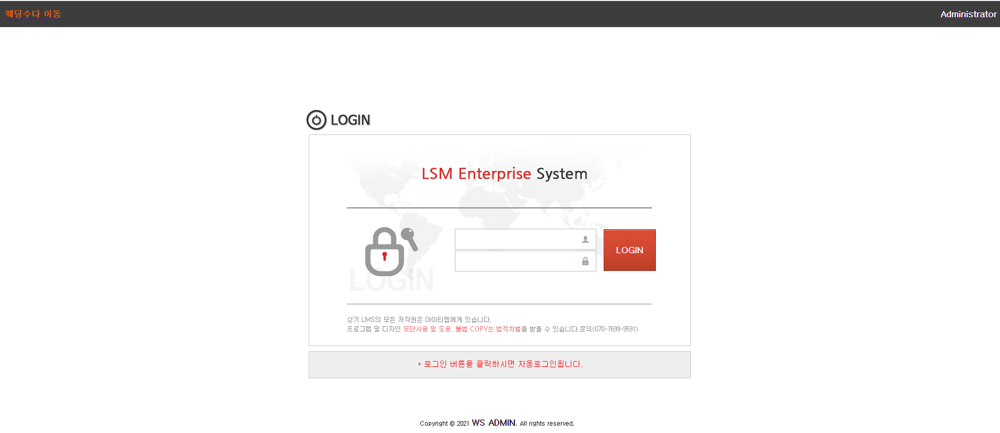 웨딩수다 이동
Administrator
LOGIN
LSM Enterprise System
LOGIN
LOGIN
상기 LMS의 모든 저작권은 아이티맵에게 있습니다.
프로그램 및 디자인 무단사용 및 도용, 불법 COPY는 법적처벌을 받을 수 있습니다.문의(070-7699-9591)
* 로그인 버튼을 클릭하시면 자동로그인됩니다.
Copyright © 2021 WS ADMIN. All rights reserved.